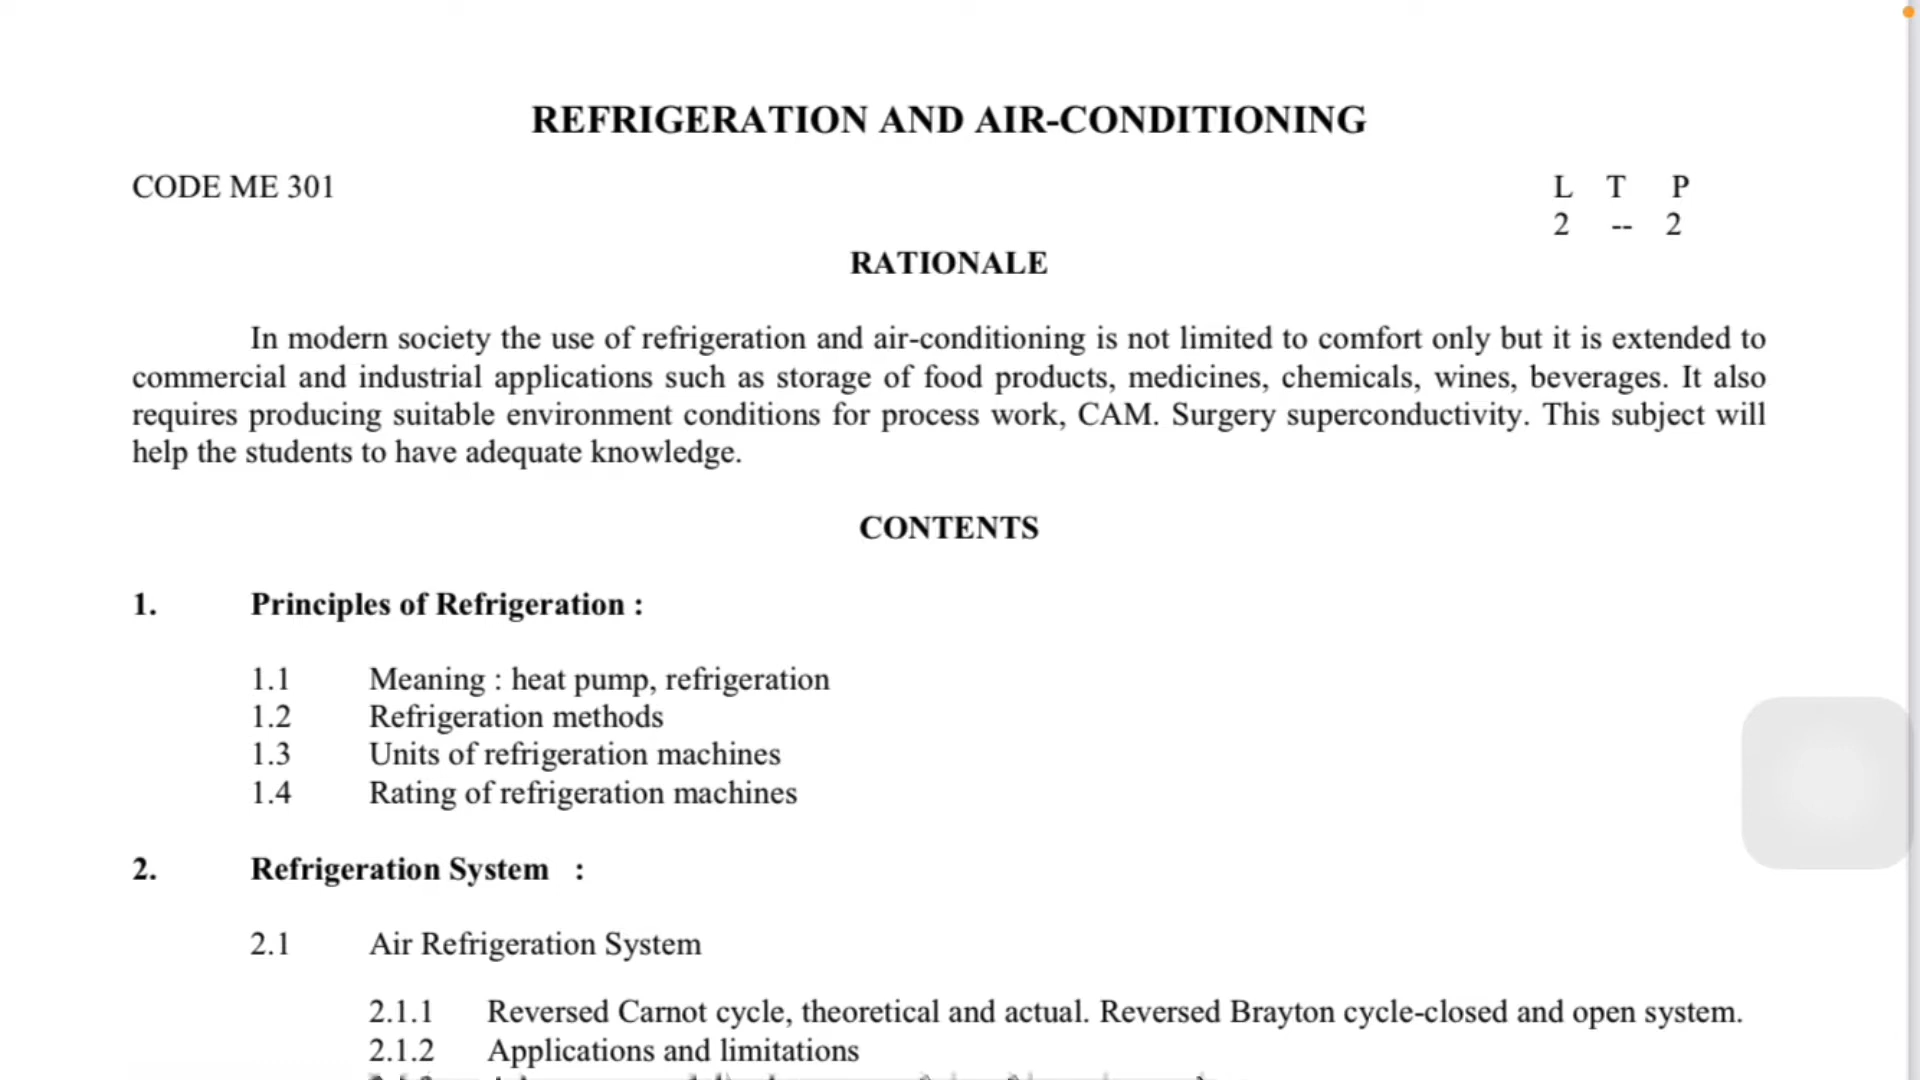 REFRIGERATION AND AIR-CONDITIONING
CODE ME 301 L T P
2 -- 2
RATIONALE
In modern society the use of refrigeration and air-conditioning is not limited to comfort only but it is extended to
commercial and industrial applications such as storage of food products, medicines, chemicals, wines, beverages. It also
requires producing suitable environment conditions for process work, CAM. Surgery superconductivity. This subject will
help the students to have adequate knowledge.
CONTENTS
1. Principles of Refrigeration :
1.1 Meaning : heat pump, refrigeration
1.2 Refrigeration methods
1.3 Units of refrigeration machines
1.4 Rating of refrigeration machines
2. Refrigeration System :
2.1 Air Refrigeration System
2.1.1 Reversed Carnot cycle, theoretical and actual. Reversed Brayton cycle-closed and open system.
2.1.2 Applications and limitations